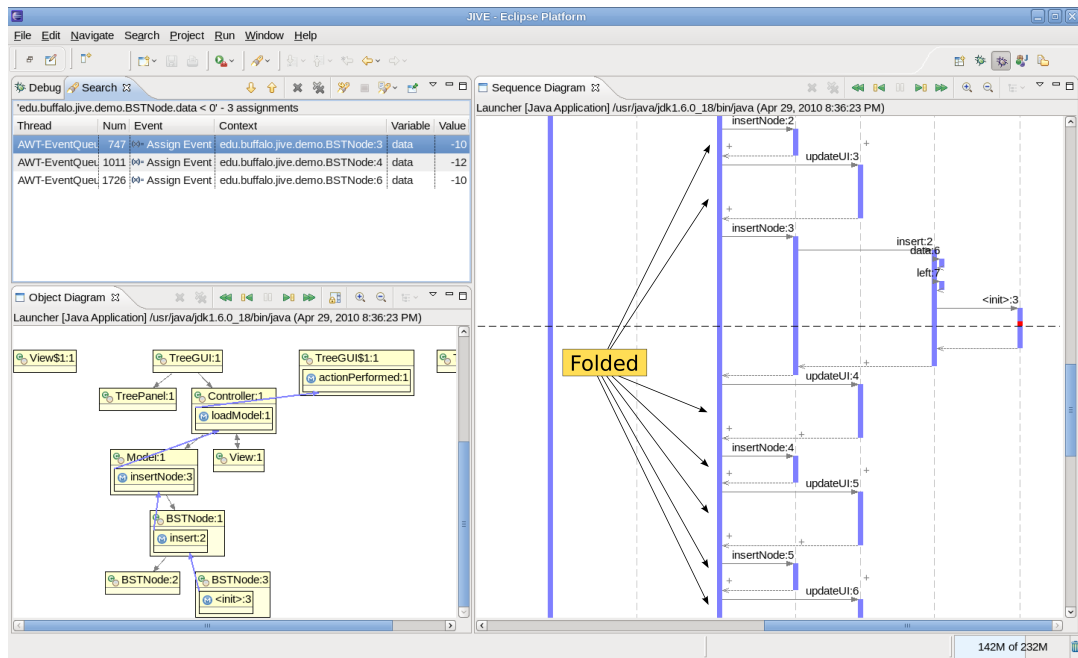 JIVE - Eclipse Platform
File Edit Navigate Search Project Run Window Help
Debug Search
'edu.buffalo.jive.demo.BSTNode.data < 0' - 3 assignments
Thread Num Event Context Variable Value
AWT-EventQueu 747 Assign Event edu.buffalo.jive.demo.BSTNode:3 data -10
AWT-EventQueu 1011 Assign Event edu.buffalo.jive.demo.BSTNode:4 data -12
AWT-EventQueu 1726 Assign Event edu.buffalo.jive.demo.BSTNode:6 data -10
Object Diagram
Launcher [Java Application] /usr/java/jdk1.6.0_18/bin/java (Apr 29, 2010 8:36:23 PM)
View$1:1
TreeGUI:1
TreeGUI$1:1
actionPerformed:1
TreePanel:1
Controller:1
loadModel:1
Model:1
insertNode:3
View:1
BSTNode:1
insert:2
BSTNode:2
BSTNode:3
<init>:3
Sequence Diagram
Launcher [Java Application] /usr/java/jdk1.6.0_18/bin/java (Apr 29, 2010 8:36:23 PM)
insertNode:2
updateUI:3
insertNode:3
insert:2
data:6
left:7
<init>:3
Folded
updateUI:4
insertNode:4
updateUI:5
insertNode:5
updateUI:6
142M of 232M